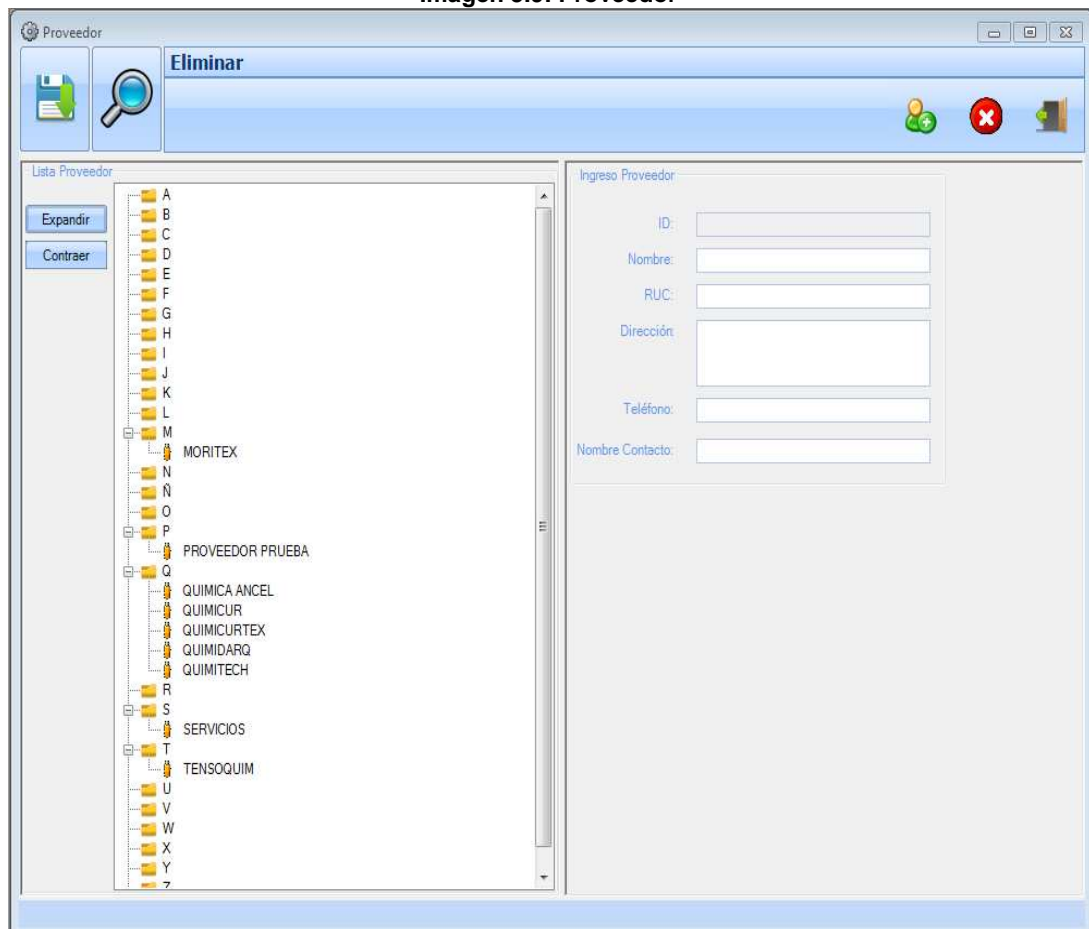 Imagen 3.3. Proveedor
Proveedor
Eliminar
Lista Proveedor
Expandir
Contraer
A
B
C
D
E
F
G
H
I
J
K
L
M
MORITEX
N
Ñ
O
P
PROVEEDOR PRUEBA
Q
QUIMICA ANCEL
QUIMICUR
QUIMICURTEX
QUIMIDARQ
QUIMITECH
R
S
SERVICIOS
T
TENSOQUIM
U
V
W
X
Y
Z
Ingreso Proveedor
ID:
Nombre:
RUC:
Dirección:
Teléfono:
Nombre Contacto: